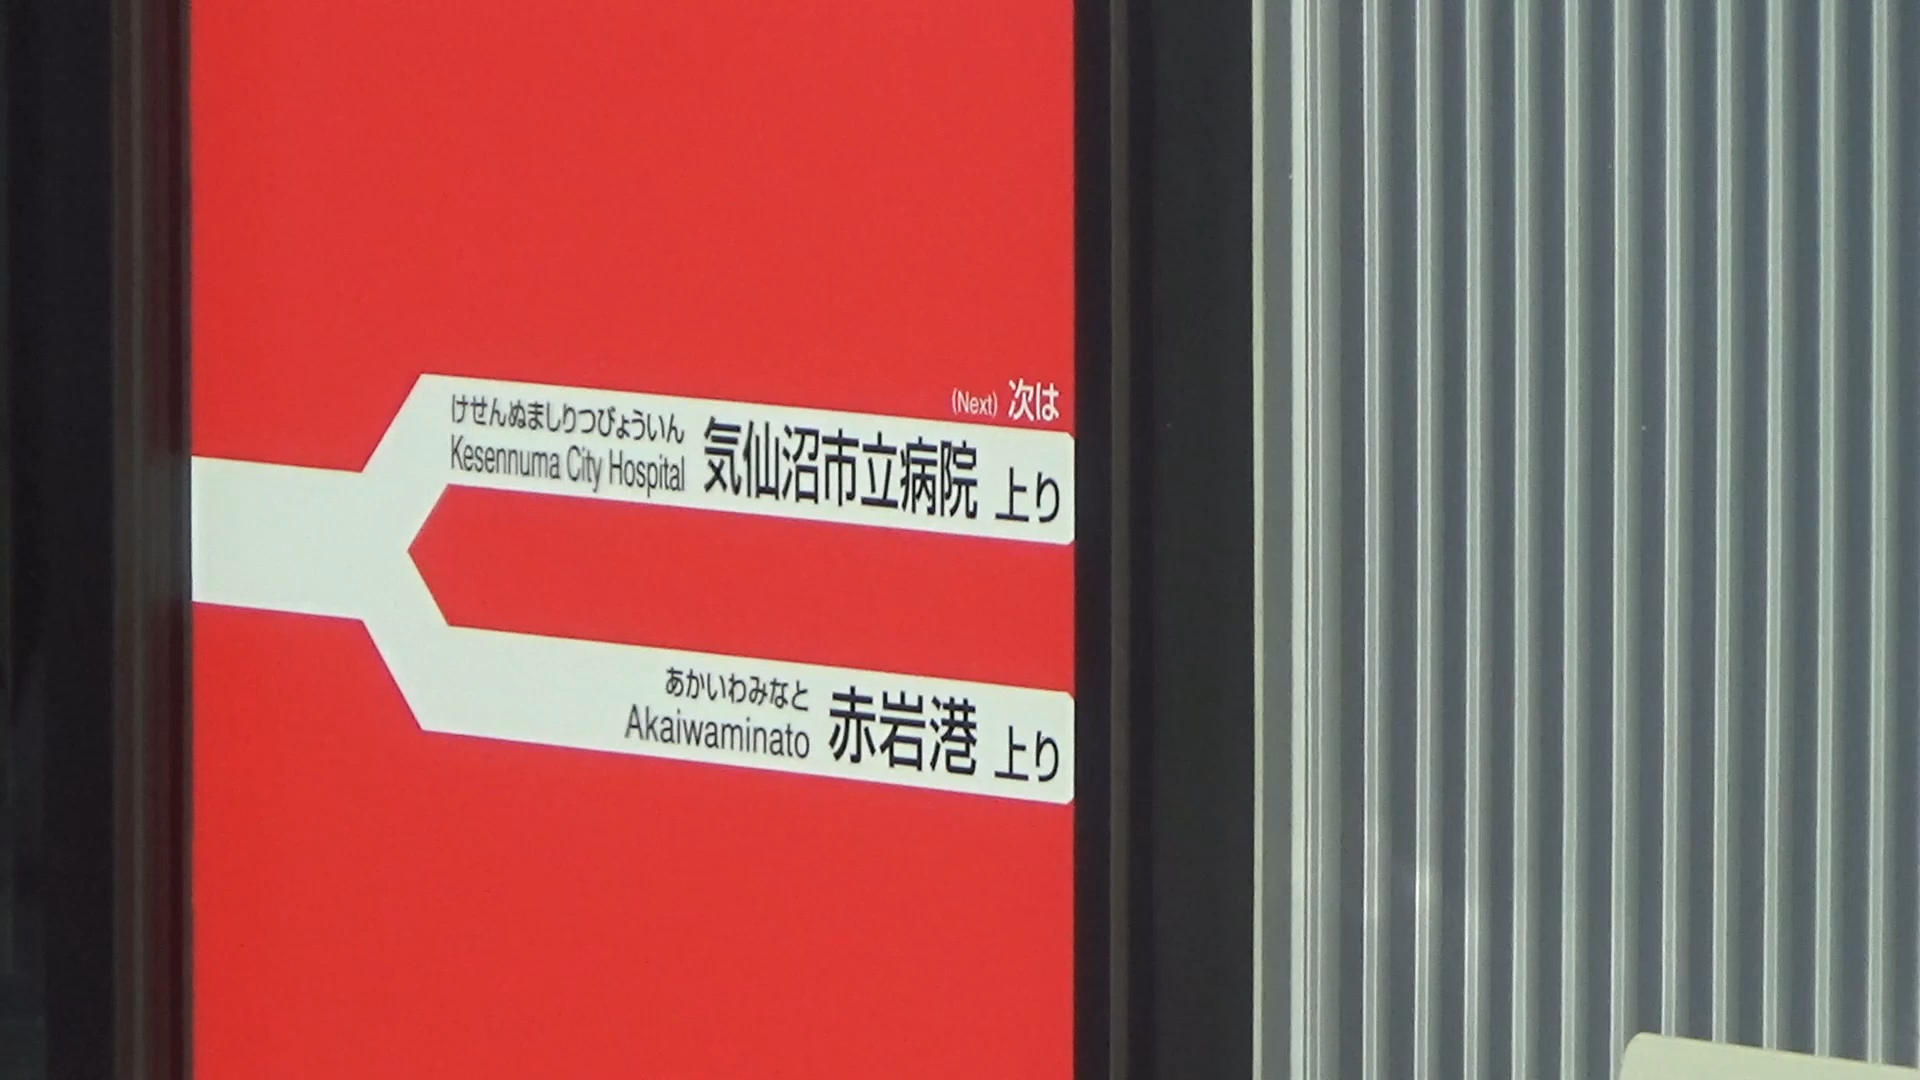 (Next) 次は
けせんぬましりつびょういん
Kesennuma City Hospital
気仙沼市立病院 上り
あかいわみなと
Akaiwaminato
赤岩港 上り